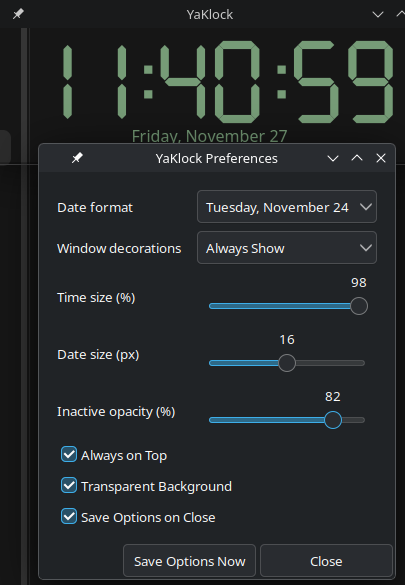 YaKlock
11:40:59
Friday, November 27
YaKlock Preferences
Date format Tuesday, November 24
Window decorations Always Show
Time size (%) 98
Date size (px) 16
Inactive opacity (%) 82
Always on Top
Transparent Background
Save Options on Close
Save Options Now Close